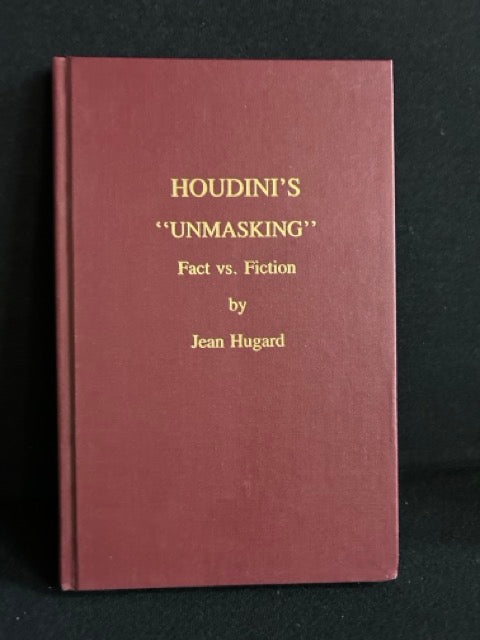 HOUDINI'S
“UNMASKING”
Fact vs. Fiction
by
Jean Hugard